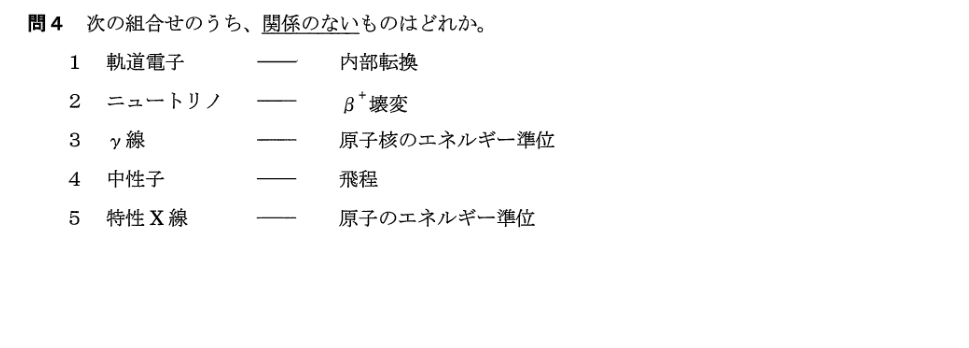 問４ 次の組合せのうち、関係のないものはどれか。
1 軌道電子 ―― 内部転換
2 ニュートリノ ―― β⁺壊変
3 γ線 ―― 原子核のエネルギー準位
4 中性子 ―― 飛程
5 特性X線 ―― 原子のエネルギー準位